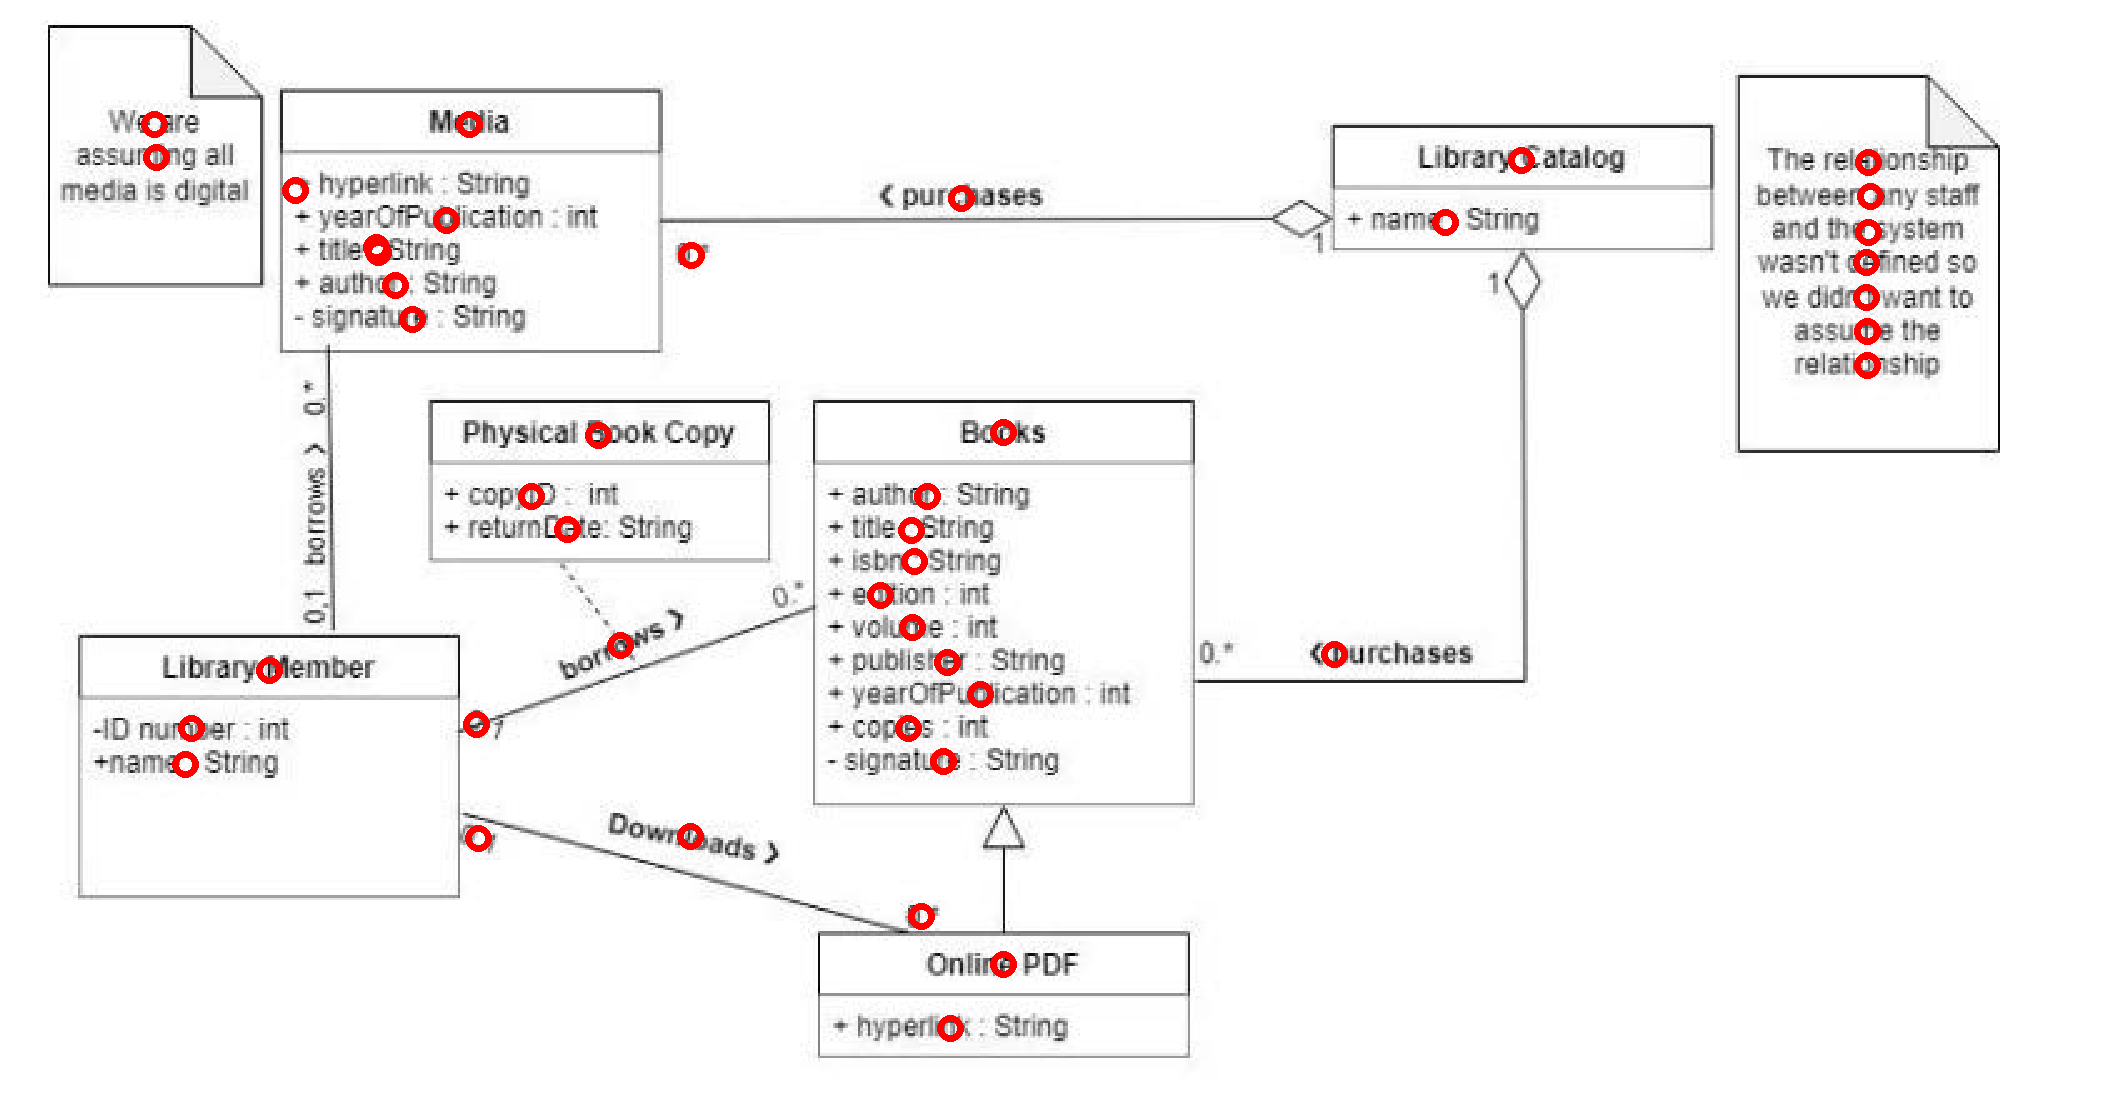 We are
assuming all
media is digital
Media
hyperlink : String
+ yearOfPublication : int
+ title : String
+ author : String
- signature : String
❮ purchases
1
Library Catalog
+ name : String
1
The relationship
between any staff
and the system
wasn't defined so
we didn't want to
assume the
relationship
0.*
borrows ❯
0,1
Physical Book Copy
+ copyID : int
+ returnDate: String
borrows ❯
0.*
Books
+ author : String
+ title : String
+ isbn : String
+ edition : int
+ volume : int
+ publisher : String
+ yearOfPublication : int
+ copies : int
- signature : String
0.*
❮ purchases
Library Member
-ID number : int
+name : String
Downloads ❯
Online PDF
+ hyperlink : String